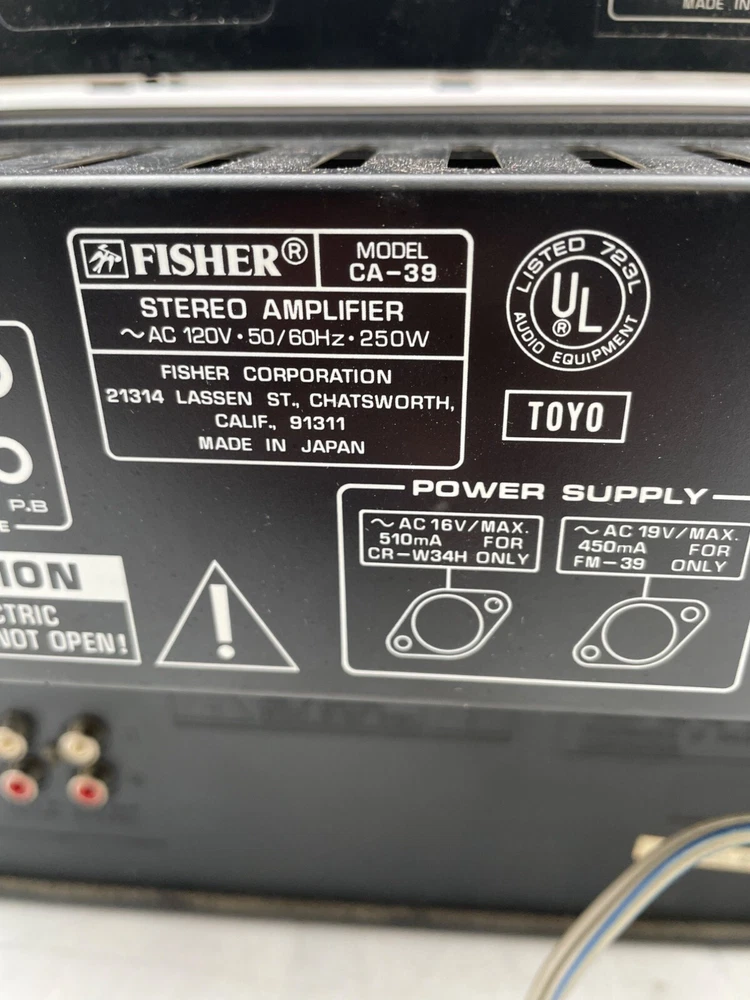 MADE IN
FISHER®
MODEL
CA-39
STEREO AMPLIFIER
~AC 120V•50/60Hz•250W
FISHER CORPORATION
21314 LASSEN ST., CHATSWORTH,
CALIF., 91311
MADE IN JAPAN
LISTED 723L
UL®
AUDIO EQUIPMENT
TOYO
P.B
POWER SUPPLY
~AC 16V/MAX.
510mA FOR
CR-W34H ONLY
~AC 19V/MAX.
450mA FOR
FM-39 ONLY
ION
CTRIC
NOT OPEN!
!